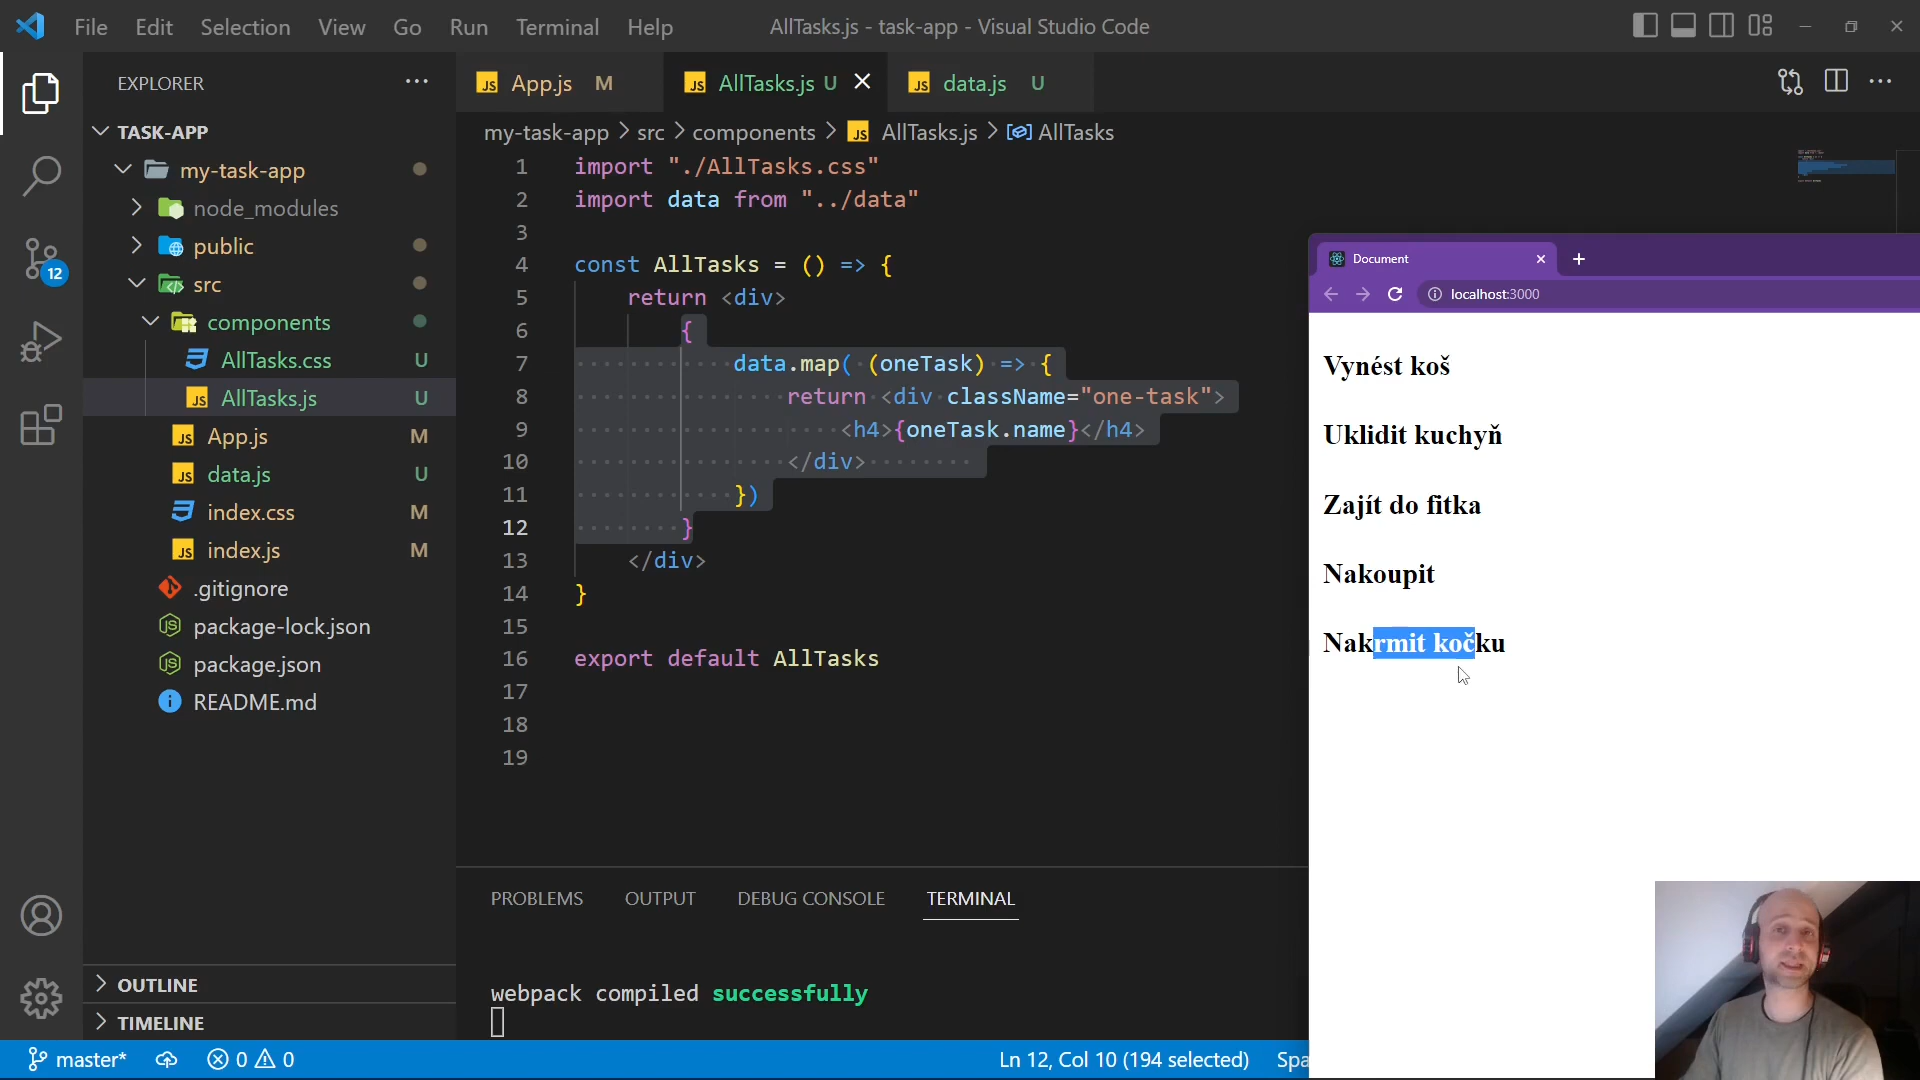 File Edit Selection View Go Run Terminal Help AllTasks.js - task-app - Visual Studio Code
EXPLORER
TASK-APP
my-task-app
node_modules
public
src
components
AllTasks.css U
AllTasks.js U
App.js M
data.js U
index.css M
index.js M
.gitignore
package-lock.json
package.json
README.md
OUTLINE
TIMELINE
12
JS App.js M JS AllTasks.js U JS data.js U
my-task-app > src > components > JS AllTasks.js > AllTasks
1 import "./AllTasks.css"
2 import data from "../data"
3
4 const AllTasks = () => {
5 return <div>
6 {
7 data.map( (oneTask) => {
8 return <div className="one-task">
9 <h4>{oneTask.name}</h4>
10 </div>
11 })
12 }
13 </div>
14 }
15
16 export default AllTasks
17
18
19
PROBLEMS OUTPUT DEBUG CONSOLE TERMINAL
webpack compiled successfully
master* 0 0 Ln 12, Col 10 (194 selected) Spa
Document
localhost:3000
Vynést koš
Uklidit kuchyň
Zajít do fitka
Nakoupit
Nakrmit kočku